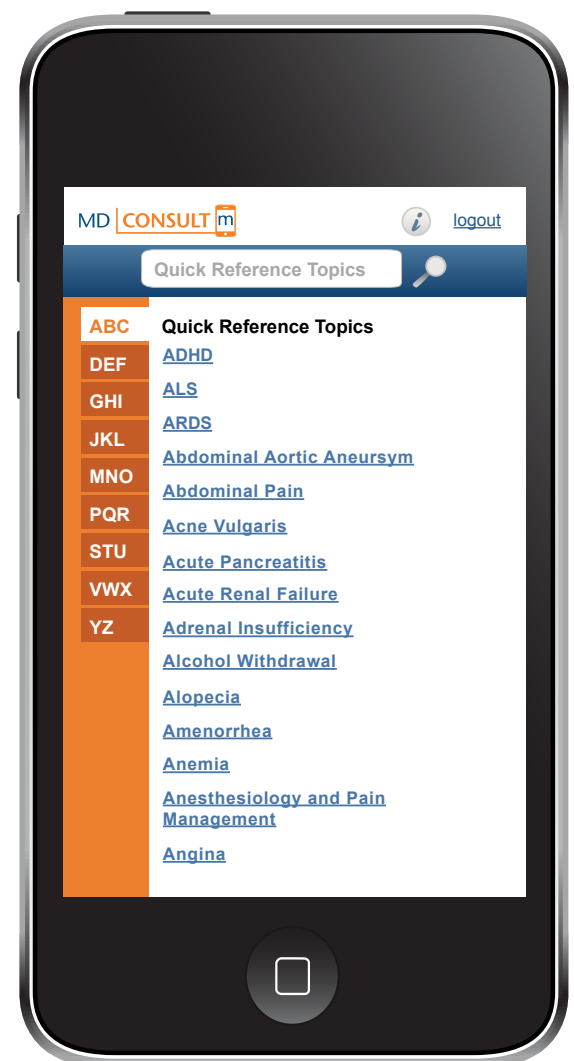 MD CONSULT m
logout
Quick Reference Topics
ABC
DEF
GHI
JKL
MNO
PQR
STU
VWX
YZ
Quick Reference Topics
ADHD
ALS
ARDS
Abdominal Aortic Aneursym
Abdominal Pain
Acne Vulgaris
Acute Pancreatitis
Acute Renal Failure
Adrenal Insufficiency
Alcohol Withdrawal
Alopecia
Amenorrhea
Anemia
Anesthesiology and Pain
Management
Angina